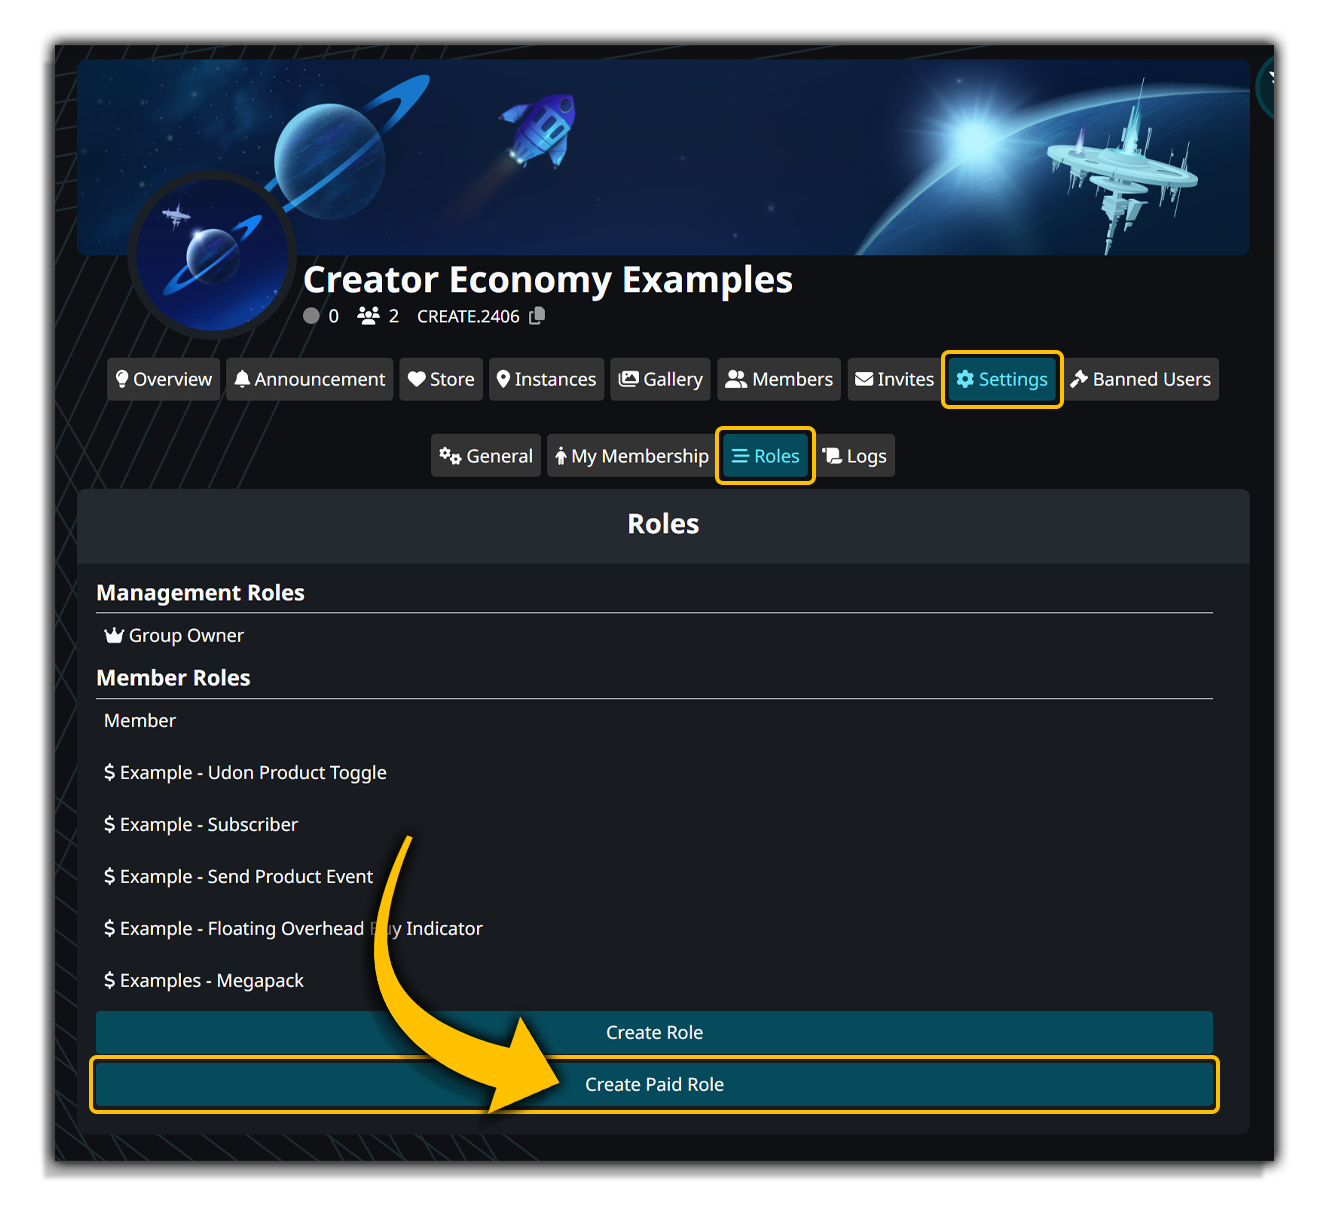 Creator Economy Examples
0 2 CREATE.2406
Overview Announcement Store Instances Gallery Members Invites Settings Banned Users
General My Membership Roles Logs
Roles
Management Roles
Group Owner
Member Roles
Member
$ Example - Udon Product Toggle
$ Example - Subscriber
$ Example - Send Product Event
$ Example - Floating Overhead Buy Indicator
$ Examples - Megapack
Create Role
Create Paid Role